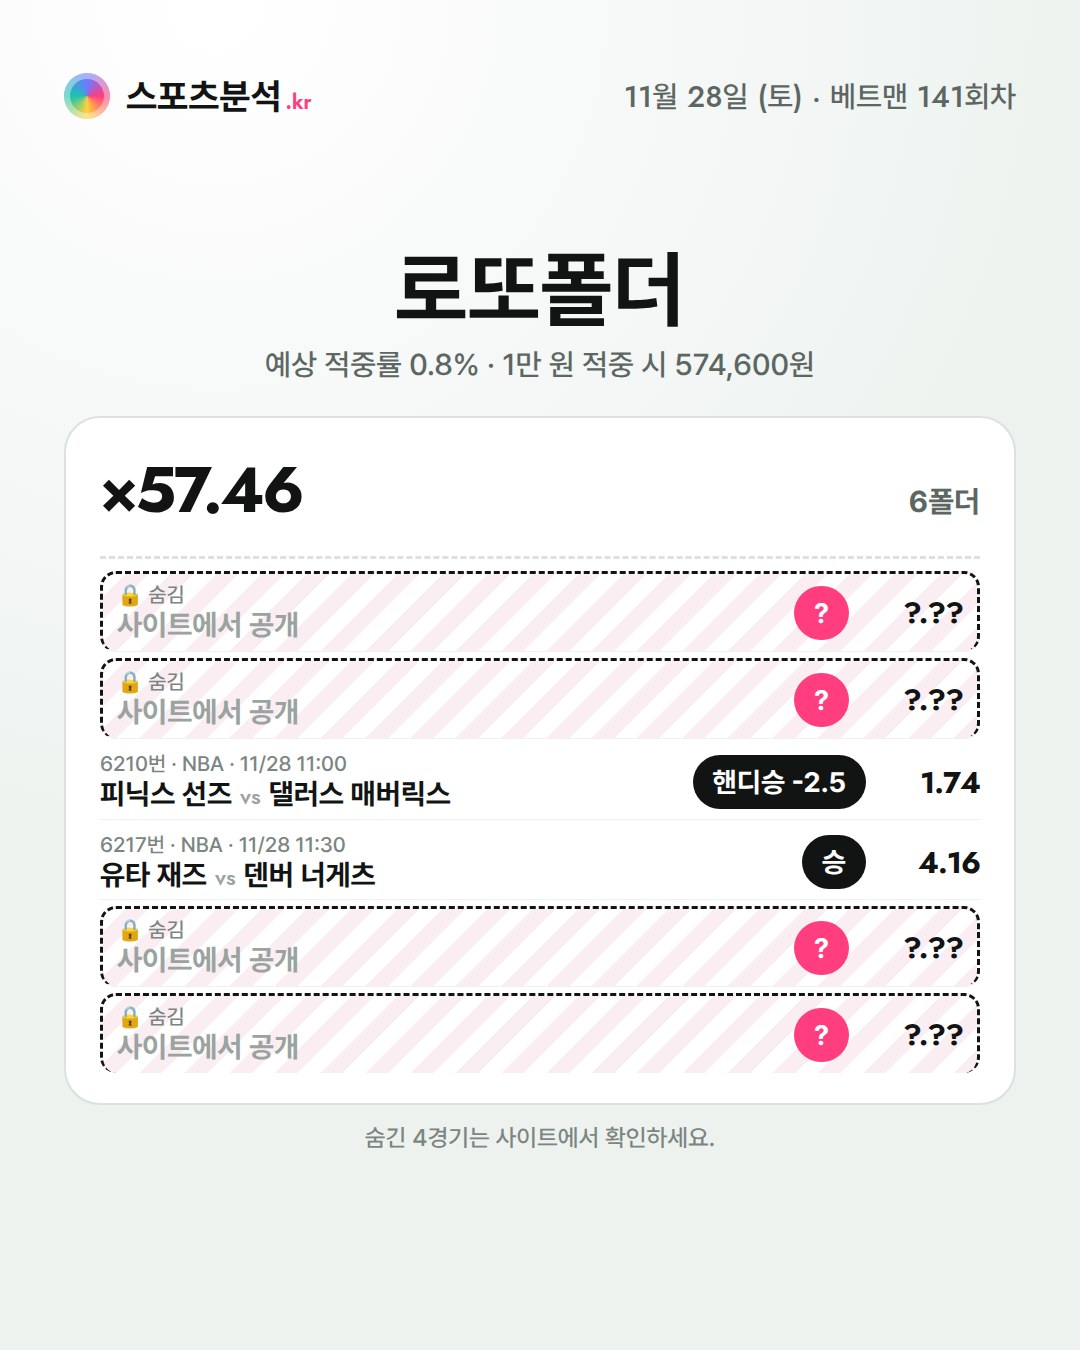 스포츠분석.kr
11월 28일 (토) · 베트맨 141회차
로또폴더
예상 적중률 0.8% · 1만 원 적중 시 574,600원
×57.46
6폴더
🔒 숨김
사이트에서 공개
?
?.??
🔒 숨김
사이트에서 공개
?
?.??
6210번 · NBA · 11/28 11:00
피닉스 선즈 vs 댈러스 매버릭스
핸디승 -2.5
1.74
6217번 · NBA · 11/28 11:30
유타 재즈 vs 덴버 너게츠
승
4.16
🔒 숨김
사이트에서 공개
?
?.??
🔒 숨김
사이트에서 공개
?
?.??
숨긴 4경기는 사이트에서 확인하세요.